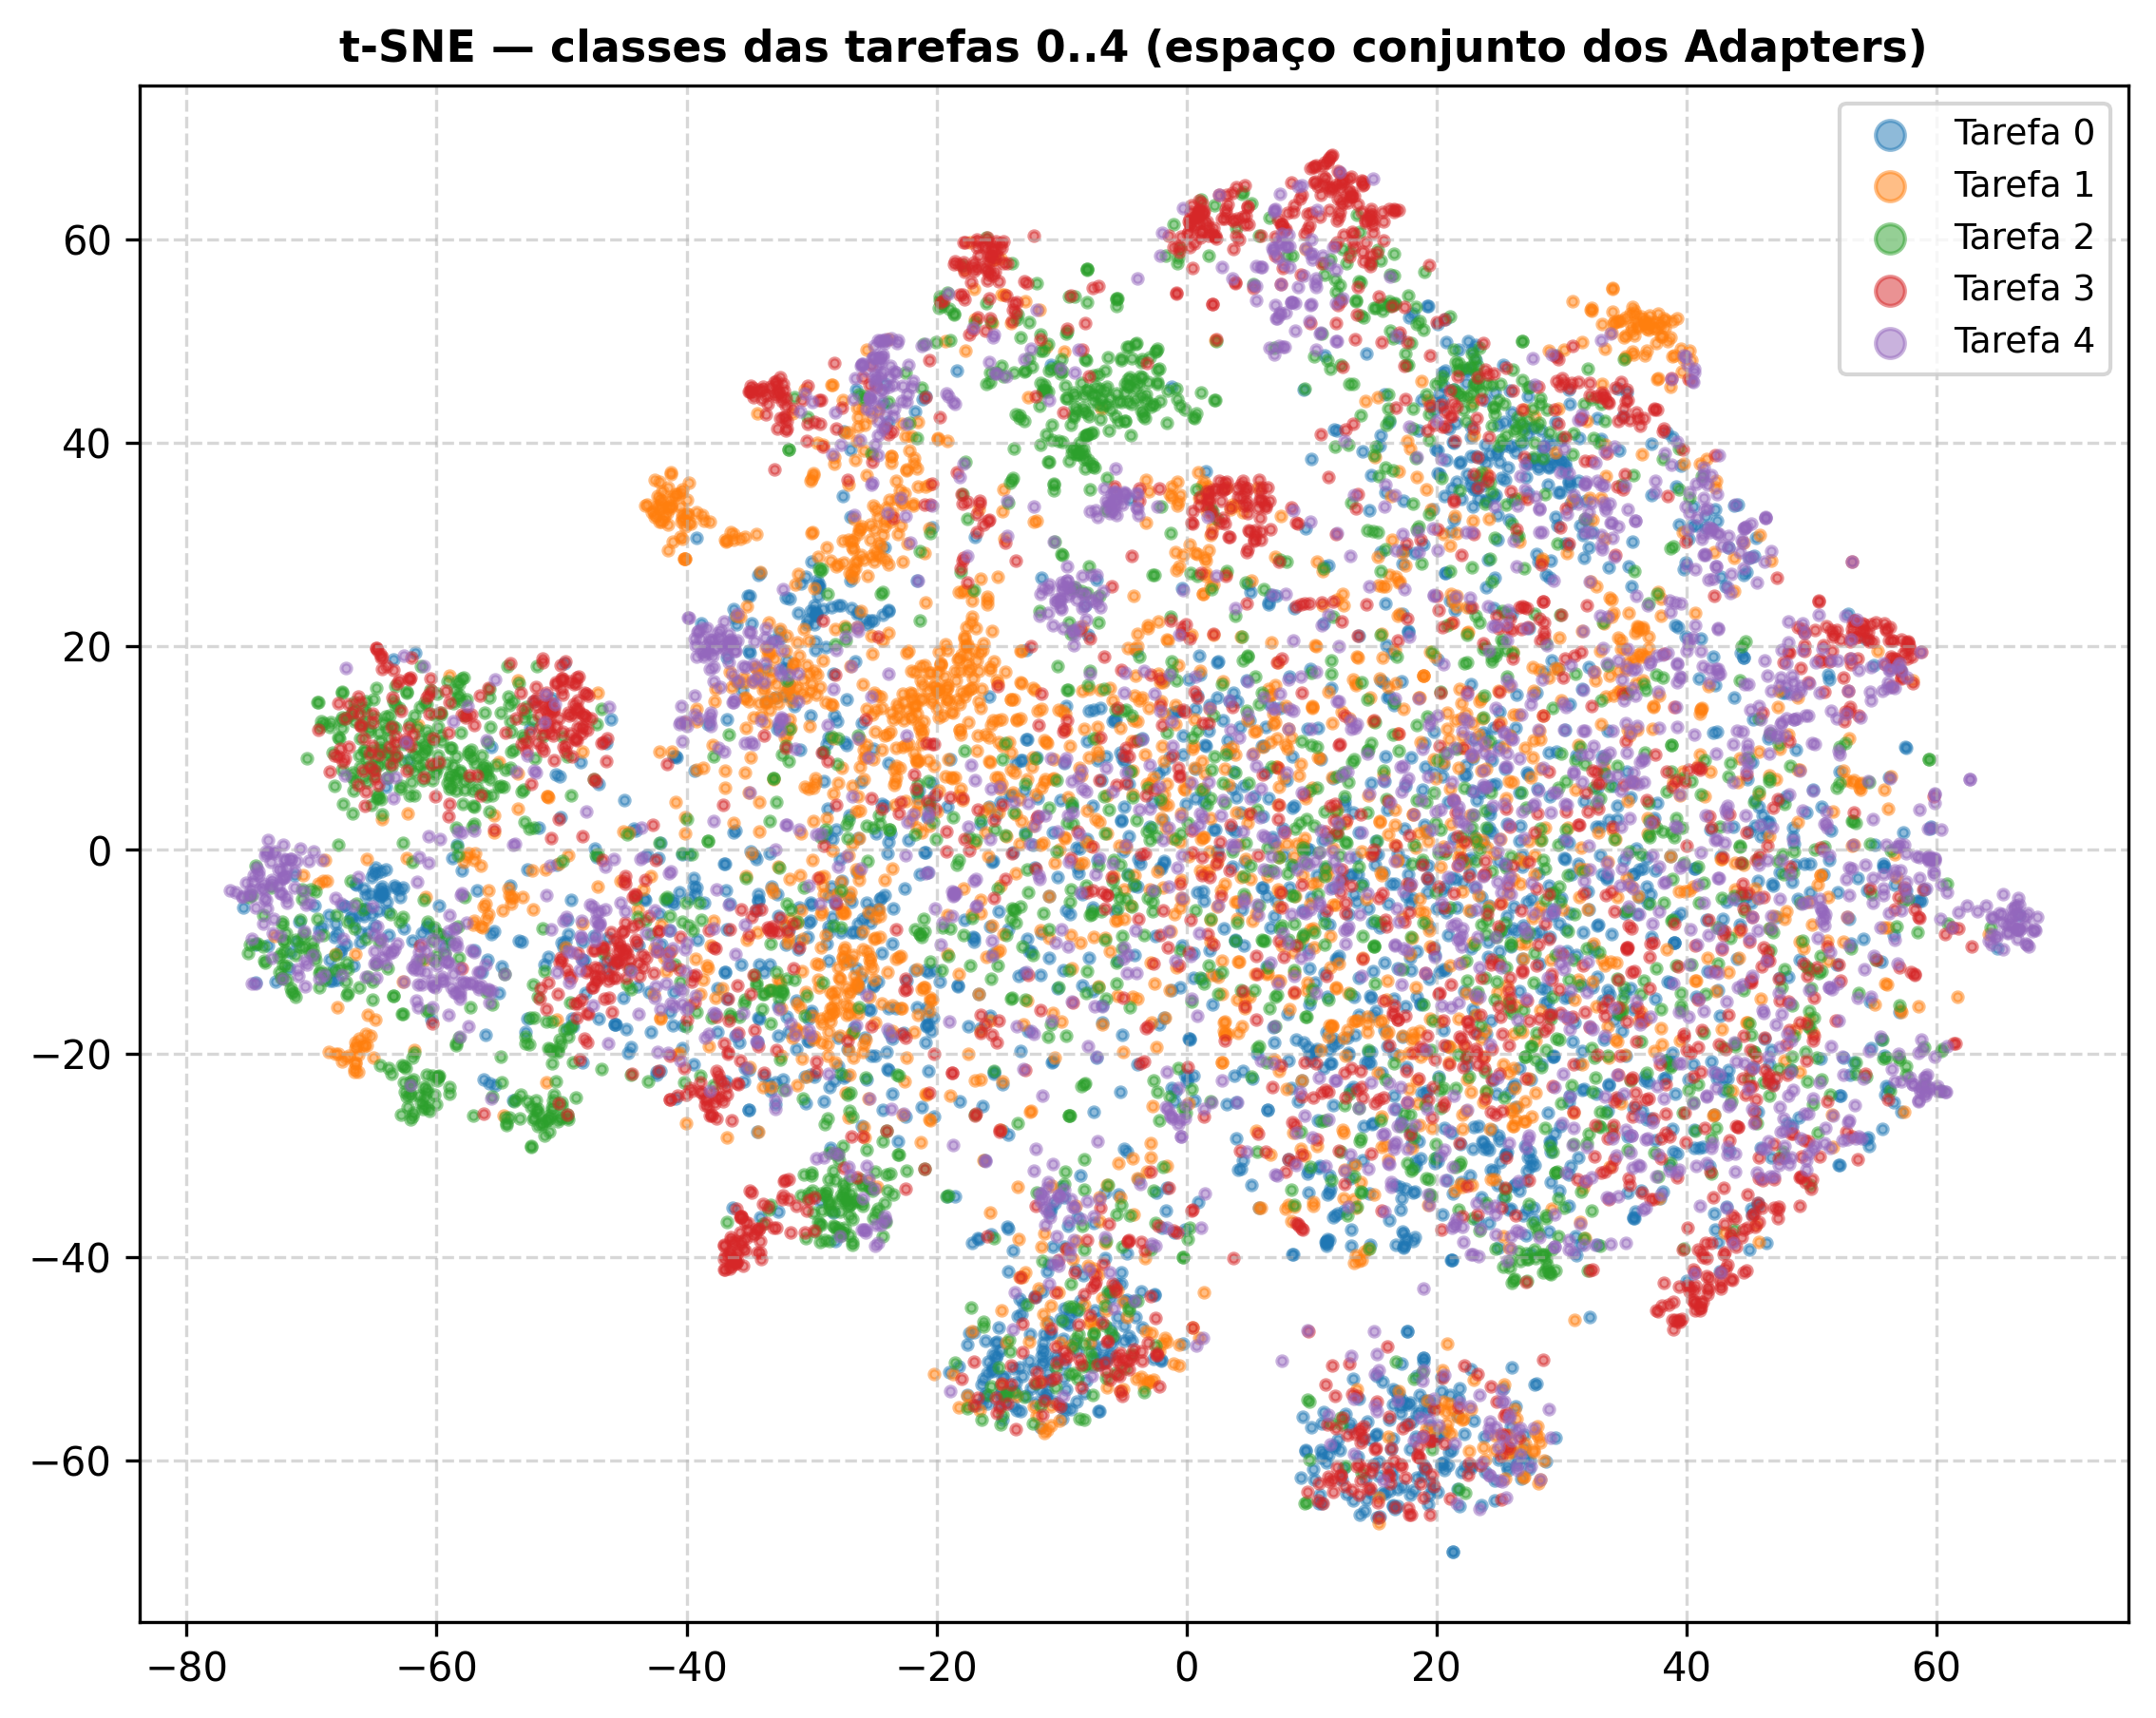 t-SNE — classes das tarefas 0..4 (espaço conjunto dos Adapters)
Tarefa 0
Tarefa 1
Tarefa 2
Tarefa 3
Tarefa 4
60
40
20
0
−20
−40
−60
−80
−60
−40
−20
0
20
40
60